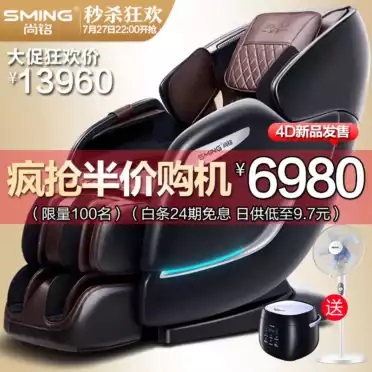 SMING
尚铭
秒杀狂欢
7月27日22:00开抢
大促狂欢价
¥13960
SMING 尚铭
4D新品发售
疯抢半价购机¥6980
（限量100名）（白条24期免息 日供低至9.7元）
送